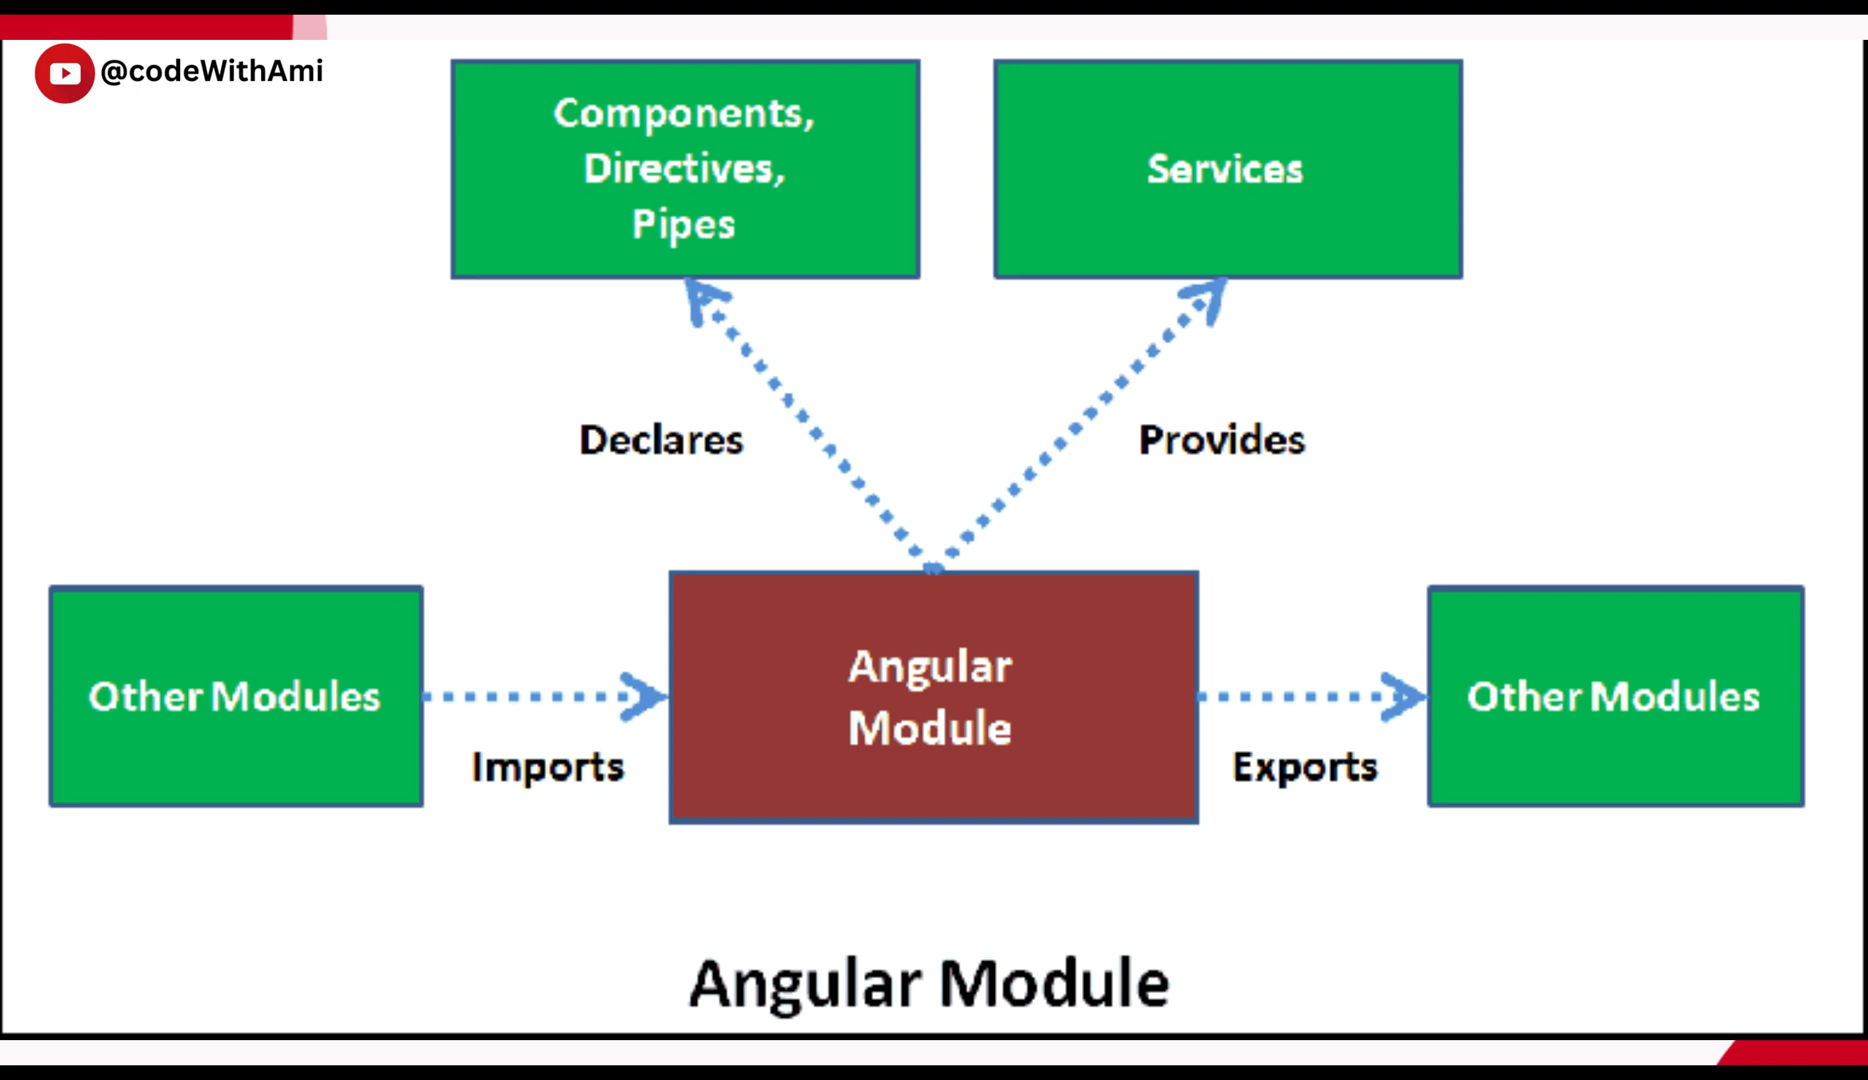 @codeWithAmi
Components,
Directives,
Pipes
Services
Declares
Provides
Other Modules
Imports
Angular
Module
Exports
Other Modules
Angular Module